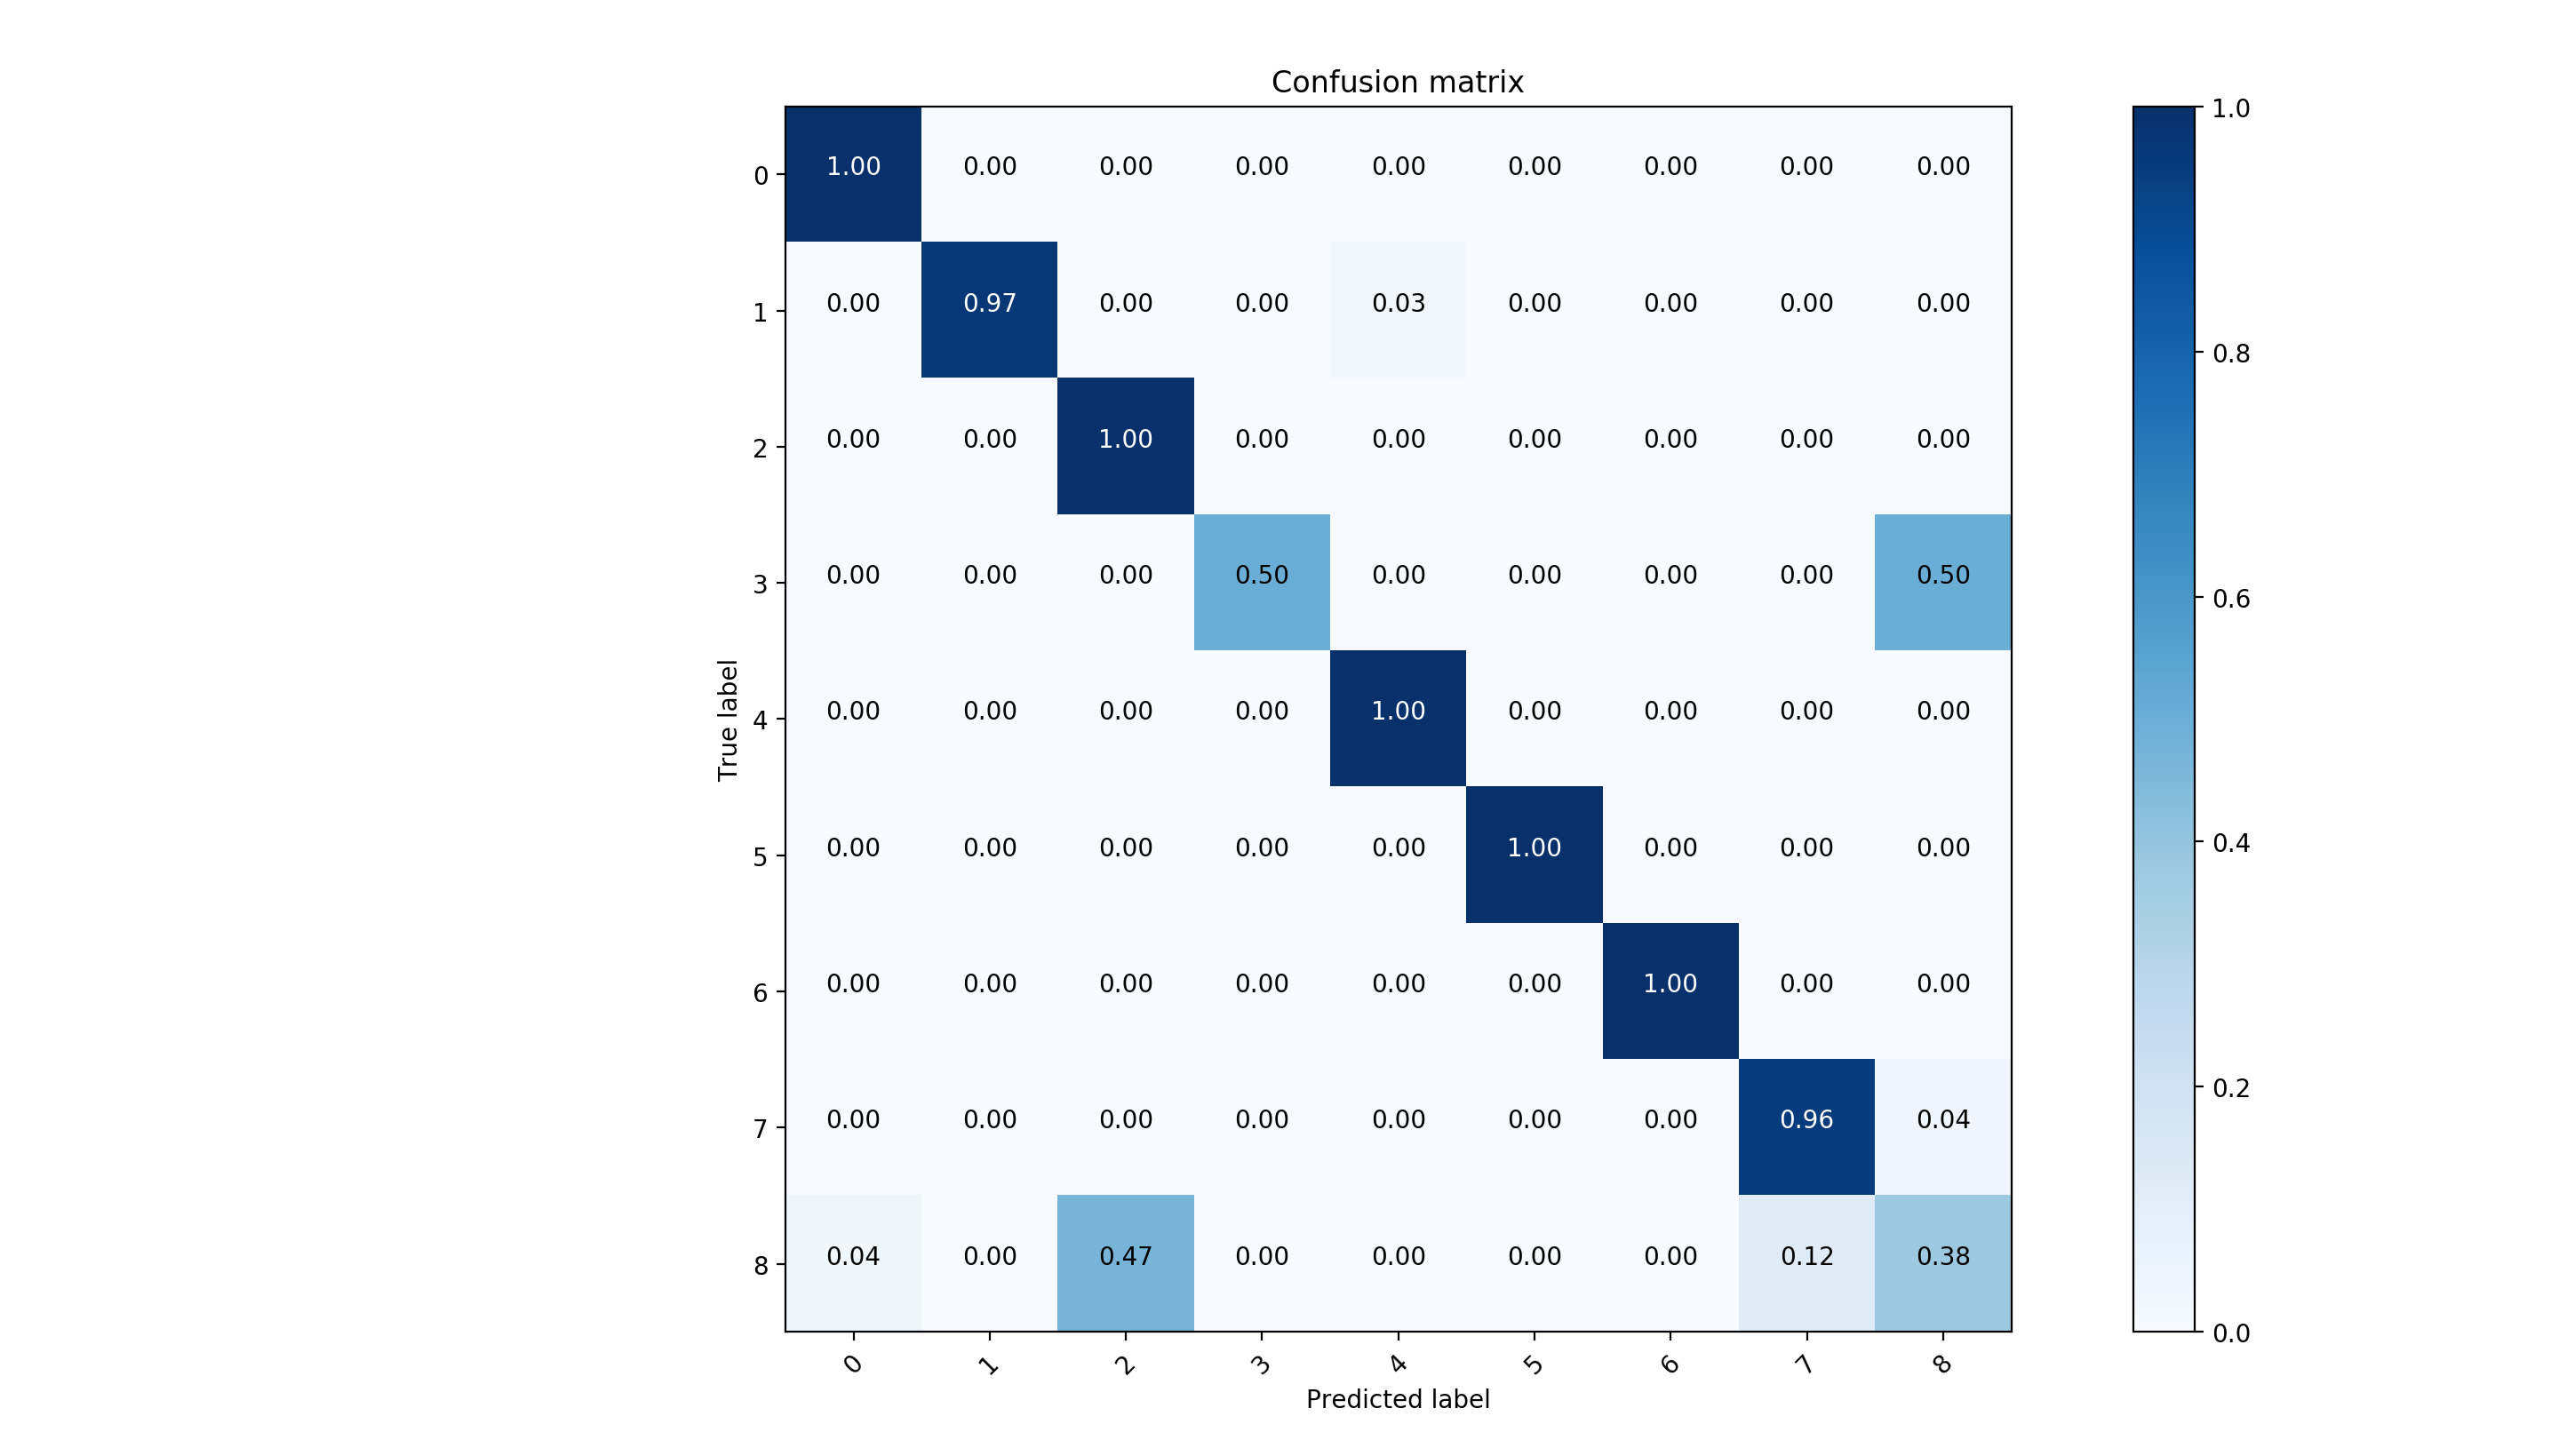 Confusion matrix
0 1.00 0.00 0.00 0.00 0.00 0.00 0.00 0.00 0.00
1 0.00 0.97 0.00 0.00 0.03 0.00 0.00 0.00 0.00
2 0.00 0.00 1.00 0.00 0.00 0.00 0.00 0.00 0.00
3 0.00 0.00 0.00 0.50 0.00 0.00 0.00 0.00 0.50
4 0.00 0.00 0.00 0.00 1.00 0.00 0.00 0.00 0.00
5 0.00 0.00 0.00 0.00 0.00 1.00 0.00 0.00 0.00
6 0.00 0.00 0.00 0.00 0.00 0.00 1.00 0.00 0.00
7 0.00 0.00 0.00 0.00 0.00 0.00 0.00 0.96 0.04
8 0.04 0.00 0.47 0.00 0.00 0.00 0.00 0.12 0.38
0 1 2 3 4 5 6 7 8
Predicted label
True label
1.0
0.8
0.6
0.4
0.2
0.0